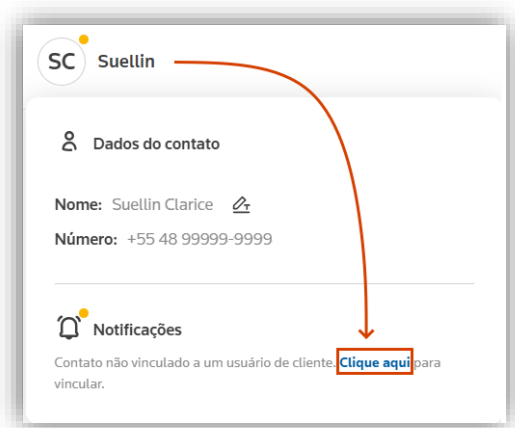 SC Suellin
Dados do contato
Nome: Suellin Clarice
Número: +55 48 99999-9999
Notificações
Contato não vinculado a um usuário de cliente. Clique aqui para
vincular.